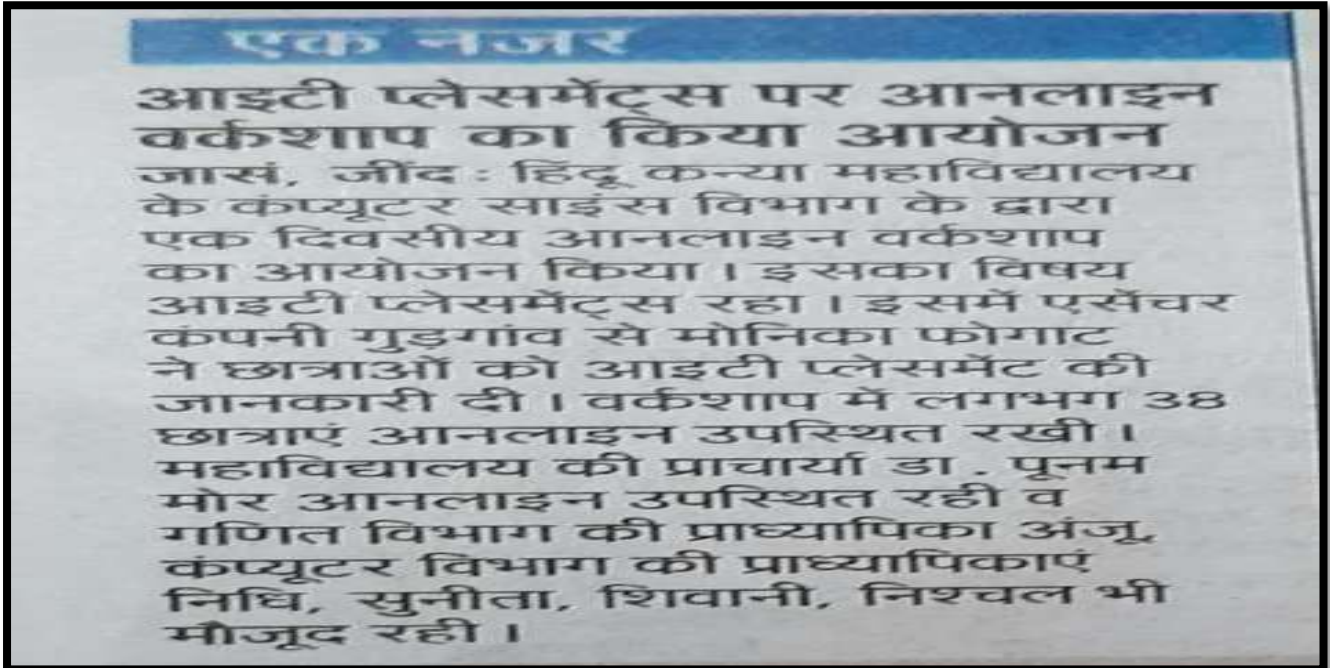 एक नजर
आइटी प्लेसमेंट्स पर आनलाइन
वर्कशाप का किया आयोजन
जासं, जींद : हिंदू कन्या महाविद्यालय
के कंप्यूटर साइंस विभाग के द्वारा
एक दिवसीय आनलाइन वर्कशाप
का आयोजन किया। इसका विषय
आइटी प्लेसमेंट्स रहा। इसमें एसेंचर
कंपनी गुड़गांव से मोनिका फोगाट
ने छात्राओं को आइटी प्लेसमेंट की
जानकारी दी। वर्कशाप में लगभग 38
छात्राएं आनलाइन उपस्थित रखी।
महाविद्यालय की प्राचार्या डा. पूनम
मोर आनलाइन उपस्थित रही व
गणित विभाग की प्राध्यापिका अंजू,
कंप्यूटर विभाग की प्राध्यापिकाएं
निधि, सुनीता, शिवानी, निश्चल भी
मौजूद रही।